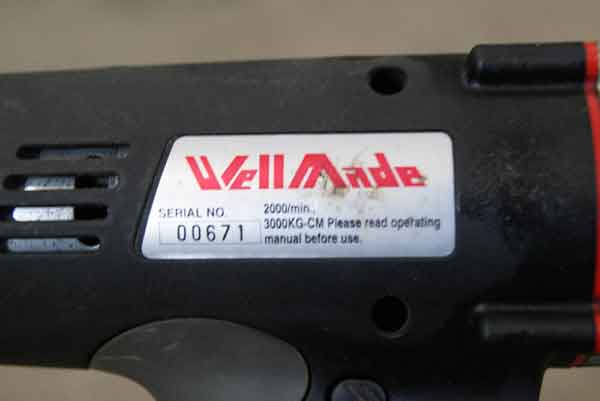 WellMade
SERIAL NO. 2000/min.,
00671 3000KG-CM Please read operating
manual before use.